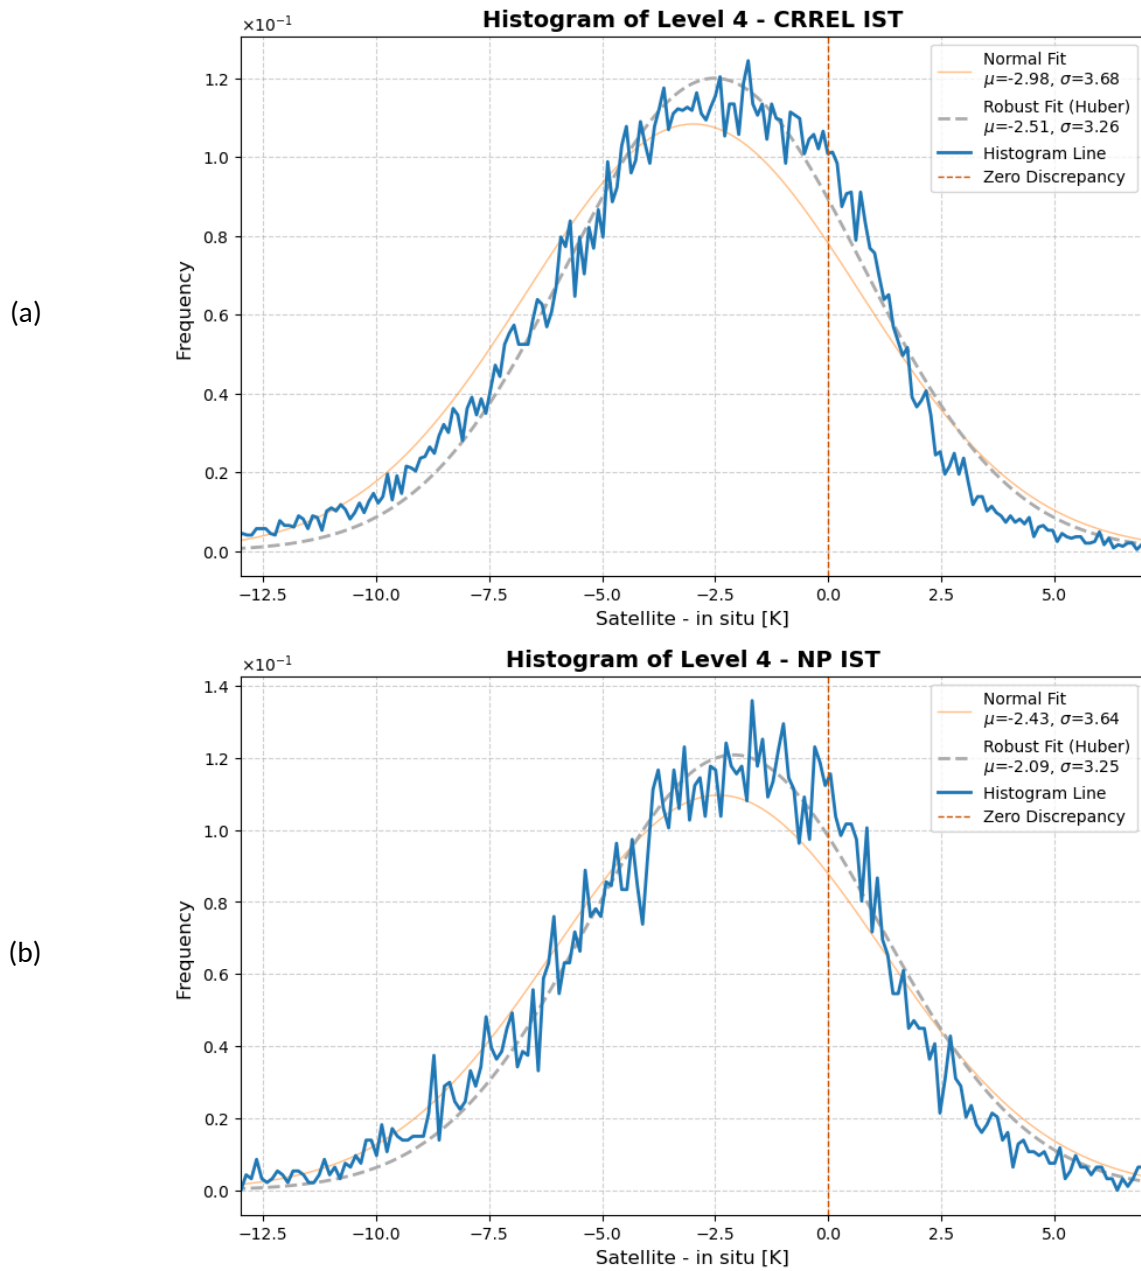 Histogram of Level 4 - CRREL IST
×10⁻¹
Normal Fit
μ=-2.98, σ=3.68
Robust Fit (Huber)
μ=-2.51, σ=3.26
Histogram Line
Zero Discrepancy
1.2
1.0
0.8
0.6
0.4
0.2
0.0
Frequency
(a)
−12.5 −10.0 −7.5 −5.0 −2.5 0.0 2.5 5.0
Satellite - in situ [K]
Histogram of Level 4 - NP IST
×10⁻¹
Normal Fit
μ=-2.43, σ=3.64
Robust Fit (Huber)
μ=-2.09, σ=3.25
Histogram Line
Zero Discrepancy
1.4
1.2
1.0
0.8
0.6
0.4
0.2
0.0
Frequency
(b)
−12.5 −10.0 −7.5 −5.0 −2.5 0.0 2.5 5.0
Satellite - in situ [K]